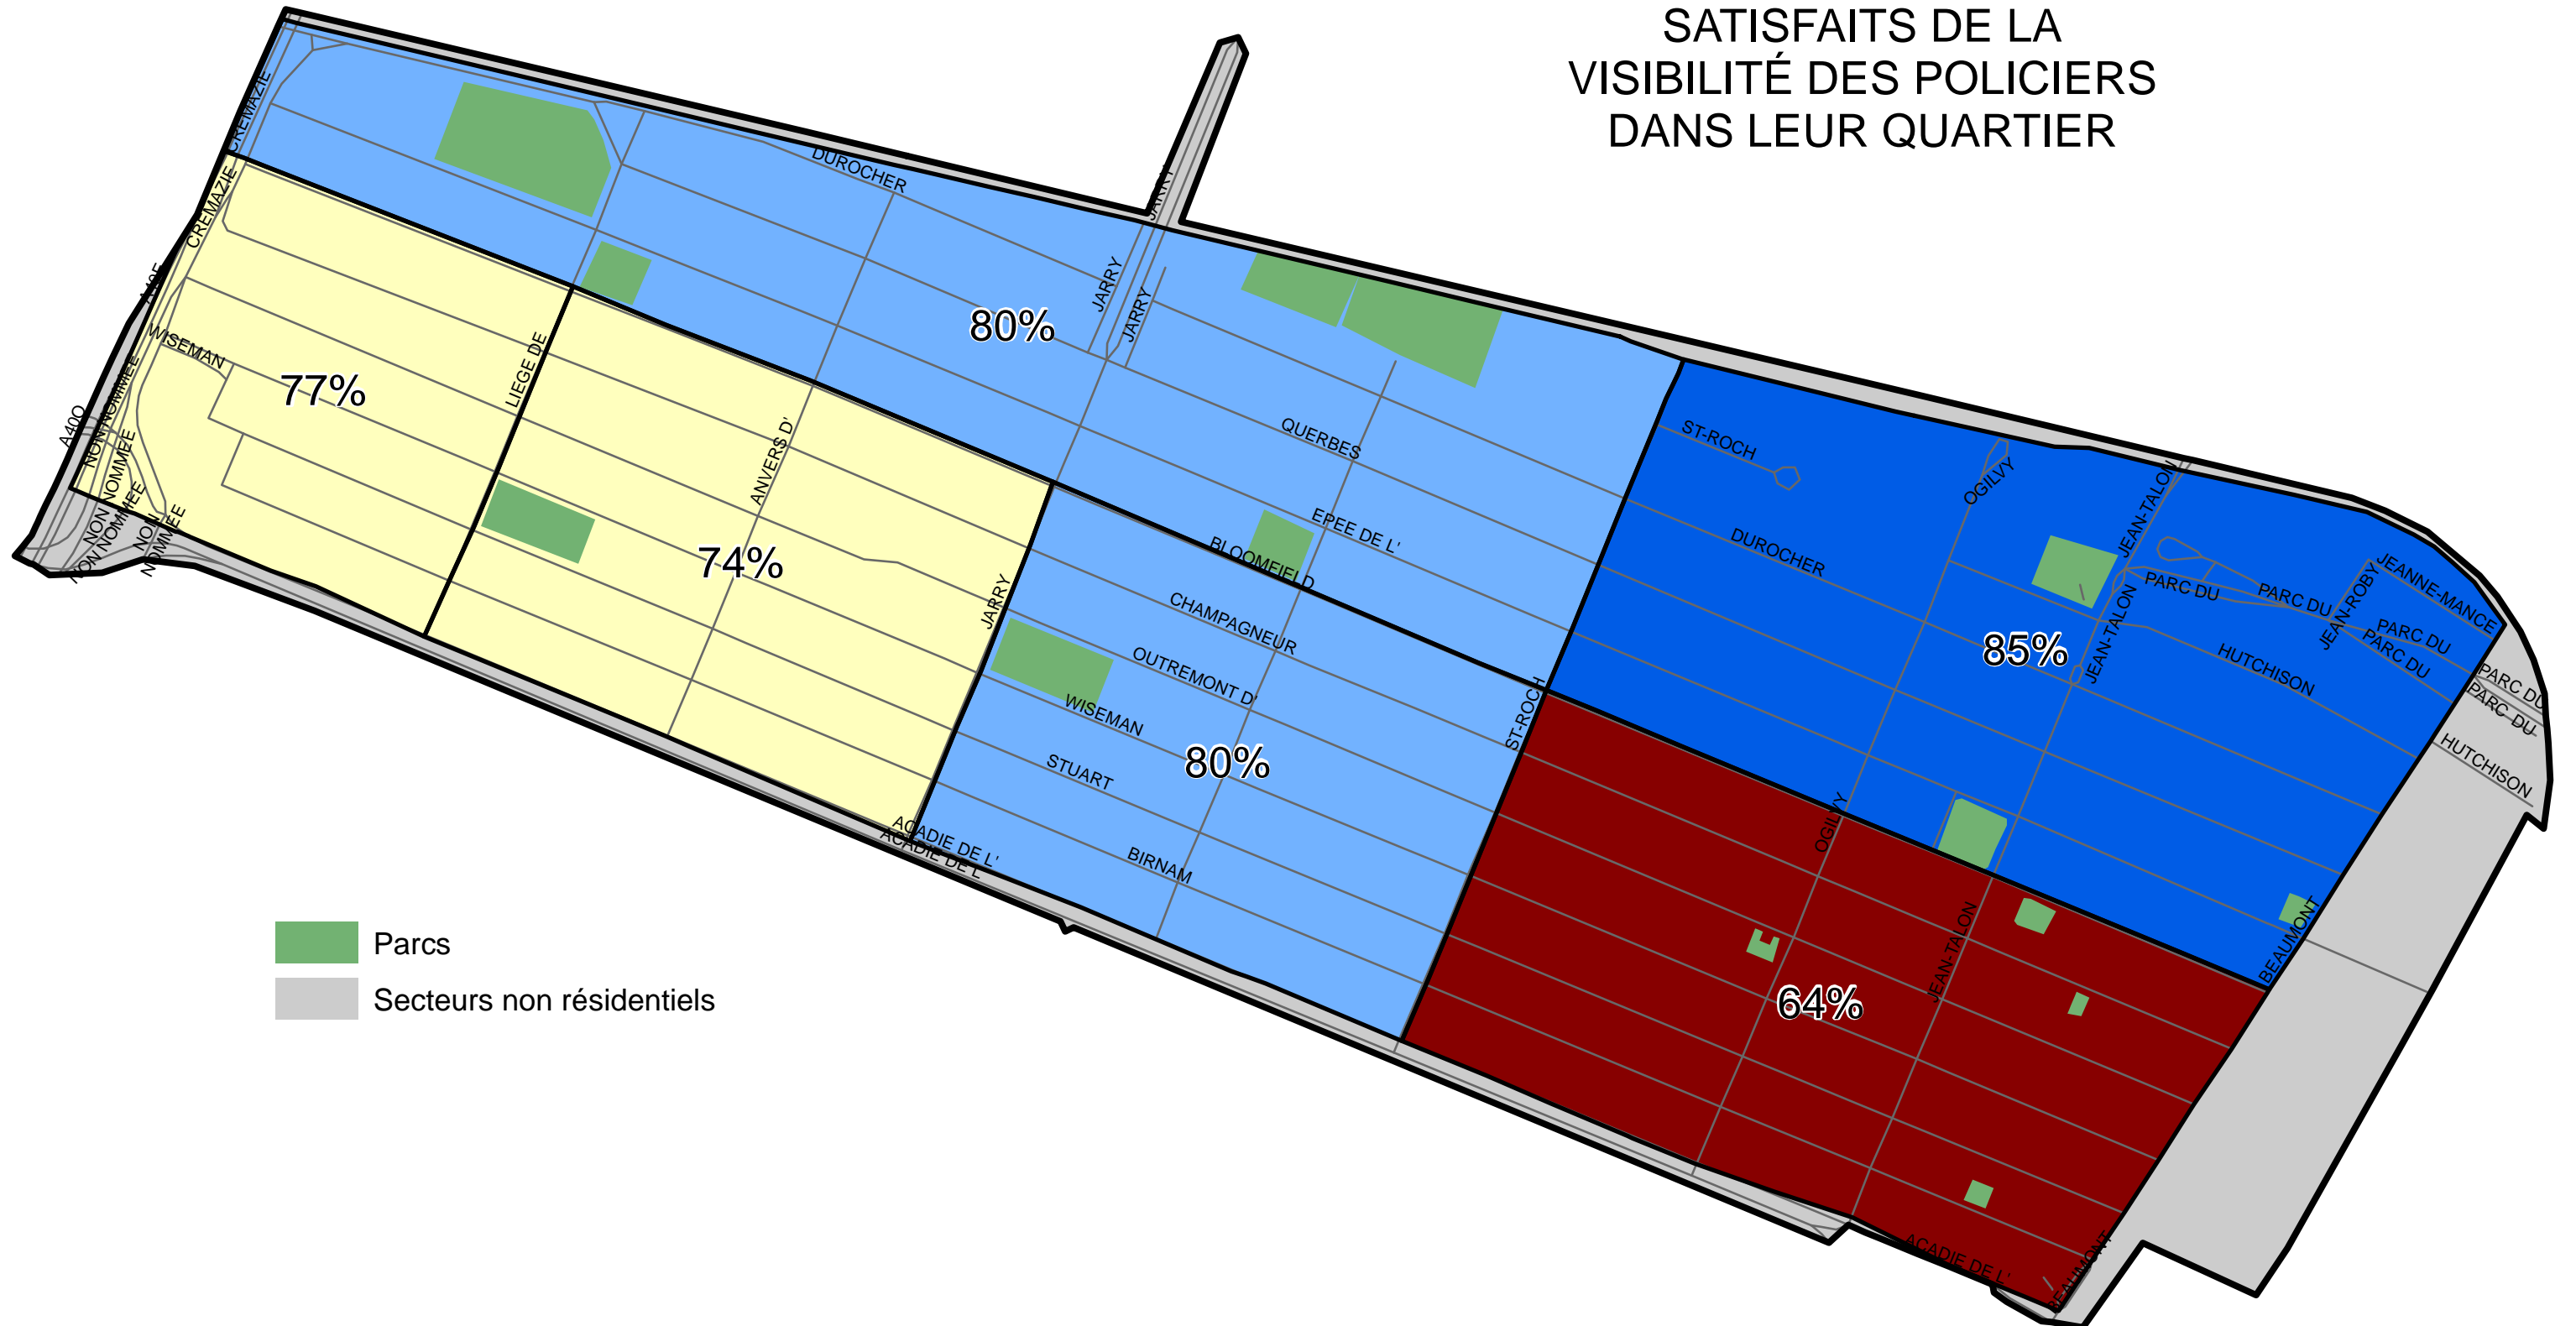 SATISFAITS DE LA
VISIBILITÉ DES POLICIERS
DANS LEUR QUARTIER
CREMAZIE
CREMAZIE
DUROCHER
JARRY
JARRY
JARRY
80%
WISEMAN
77%
LIEGE DE
ANVERS D'
74%
A40O
NON NOMMEE
NON NOMMEE
NON NOMMEE
NON
NOMMEE
QUERBES
EPEE DE L'
BLOOMFIELD
JARRY
CHAMPAGNEUR
OUTREMONT D'
WISEMAN
80%
STUART
BIRNAM
ACADIE DE L'
ACADIE DE L'
ST-ROCH
ST-ROCH
DUROCHER
OGILVY
JEAN-TALON
JEAN-TALON
PARC DU
PARC DU
JEAN-ROBY
JEANNE-MANCE
PARC DU
PARC DU
PARC DU
PARC DU
85%
HUTCHISON
HUTCHISON
OGILVY
JEAN-TALON
64%
BEAUMONT
BEAUMONT
ACADIE DE L'
Parcs
Secteurs non résidentiels